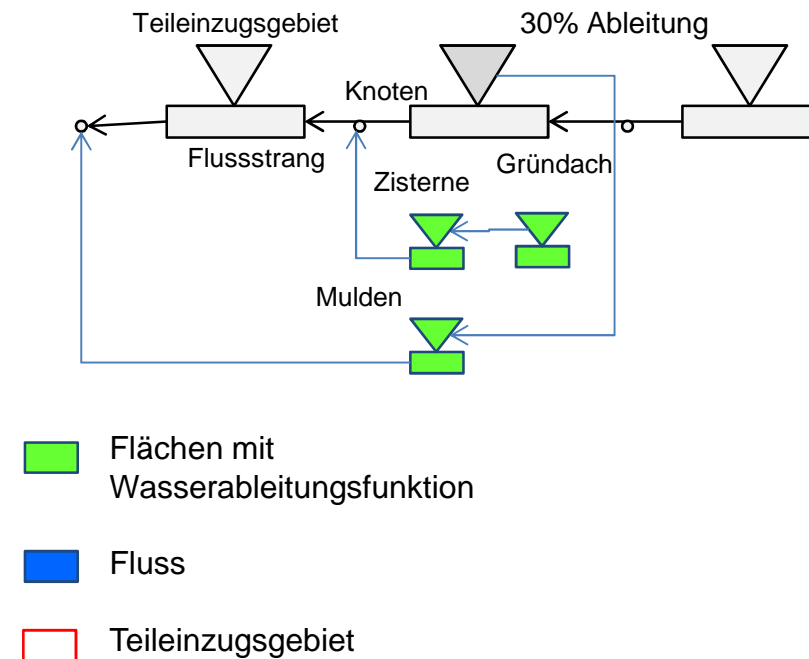 Teileinzugsgebiet
30% Ableitung
Knoten
Flussstrang
Gründach
Zisterne
Mulden
Flächen mit
Wasserableitungsfunktion
Fluss
Teileinzugsgebiet